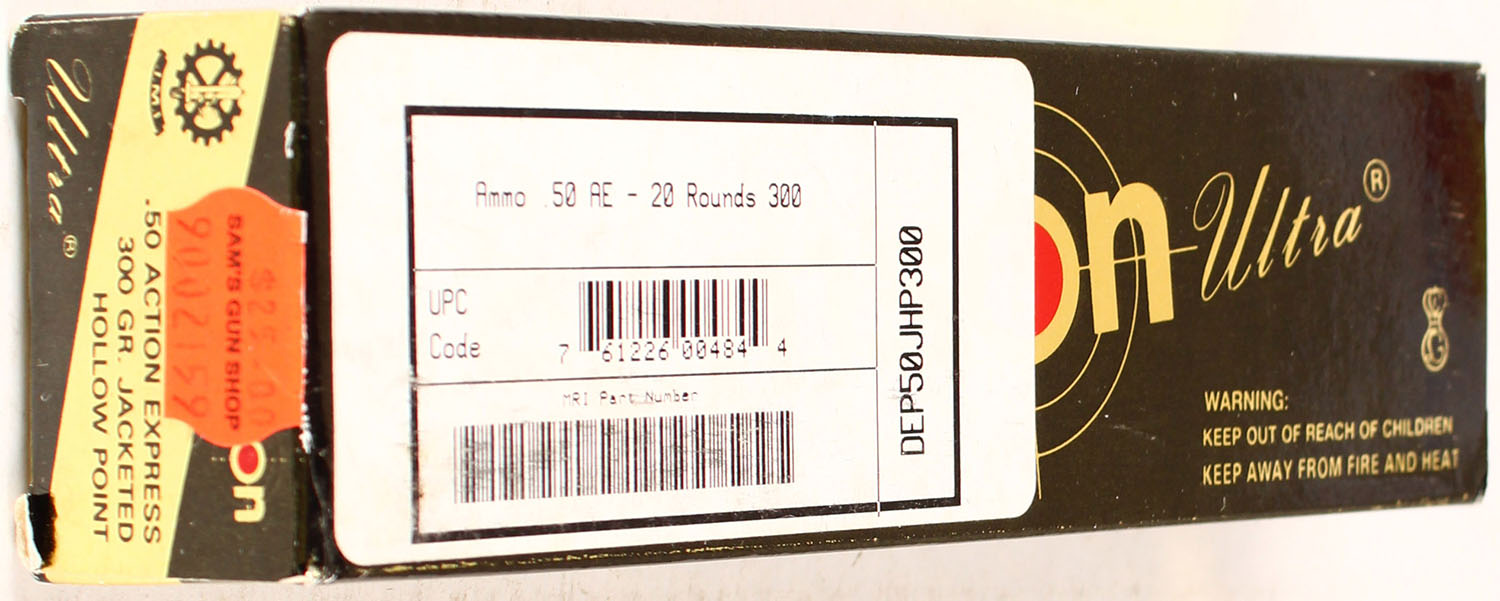 Ultra®
.50 ACTION EXPRESS
300 GR. JACKETED
HOLLOW POINT
SAM'S GUN SHOP
on
Ammo .50 AE - 20 Rounds 300
UPC
Code
7 61226 00484 4
MRI Part Number
DEP50JHP300
on Ultra®
WARNING:
KEEP OUT OF REACH OF CHILDREN
KEEP AWAY FROM FIRE AND HEAT